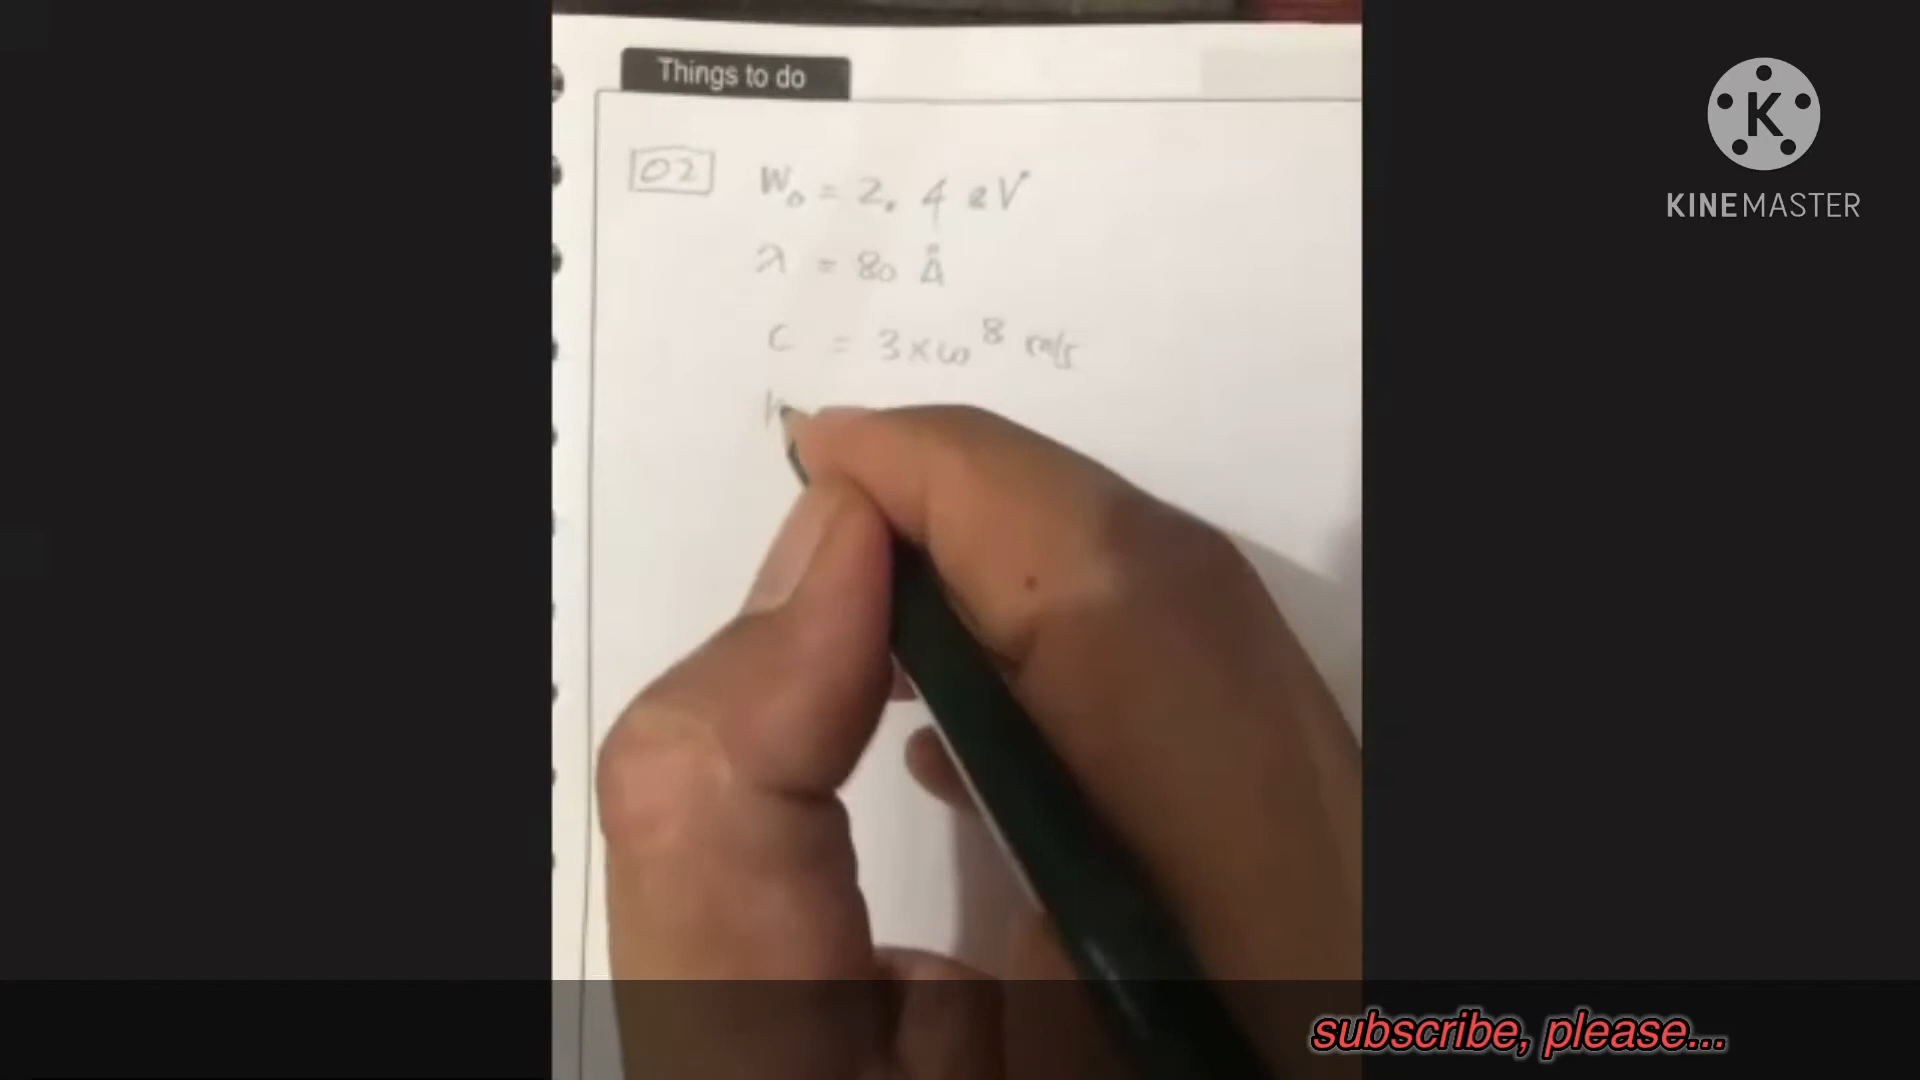 Things to do
02 W₀ = 2.4 eV
λ = 80 Å
C = 3×10⁸ m/s
h
K
KINEMASTER
subscribe, please...